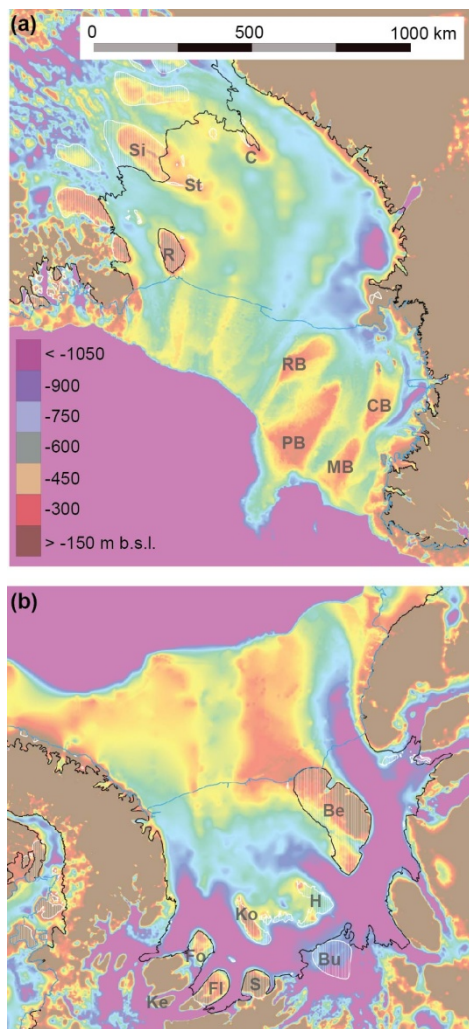 (a)
0 500 1000 km
Si
C
St
R
RB
CB
PB
MB
< -1050
-900
-750
-600
-450
-300
> -150 m b.s.l.
(b)
Be
H
Ko
Fo
Bu
S
Fl
Ke